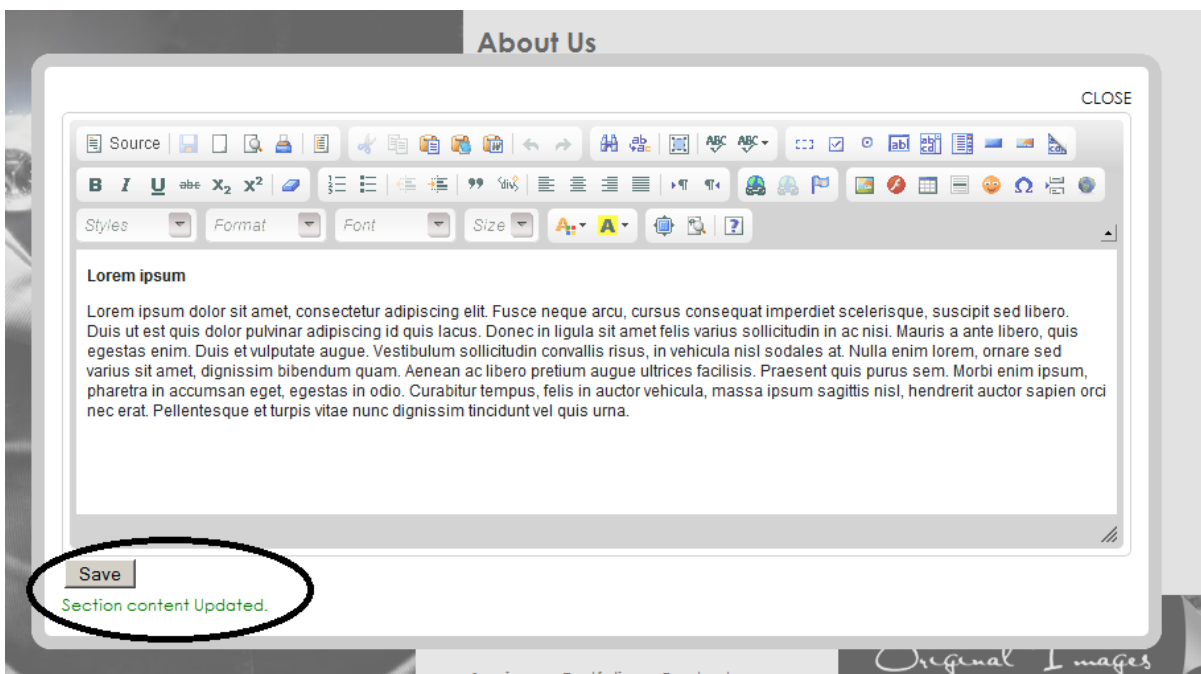 About Us
CLOSE
Source
ABC ABC
B I U abc X₂ X²
Styles Format Font Size A A
Lorem ipsum
Lorem ipsum dolor sit amet, consectetur adipiscing elit. Fusce neque arcu, cursus consequat imperdiet scelerisque, suscipit sed libero.
Duis ut est quis dolor pulvinar adipiscing id quis lacus. Donec in ligula sit amet felis varius sollicitudin in ac nisi. Mauris a ante libero, quis
egestas enim. Duis et vulputate augue. Vestibulum sollicitudin convallis risus, in vehicula nisl sodales at. Nulla enim lorem, ornare sed
varius sit amet, dignissim bibendum quam. Aenean ac libero pretium augue ultrices facilisis. Praesent quis purus sem. Morbi enim ipsum,
pharetra in accumsan eget, egestas in odio. Curabitur tempus, felis in auctor vehicula, massa ipsum sagittis nisl, hendrerit auctor sapien orci
nec erat. Pellentesque et turpis vitae nunc dignissim tincidunt vel quis urna.
Save
Section content Updated.
Original Images